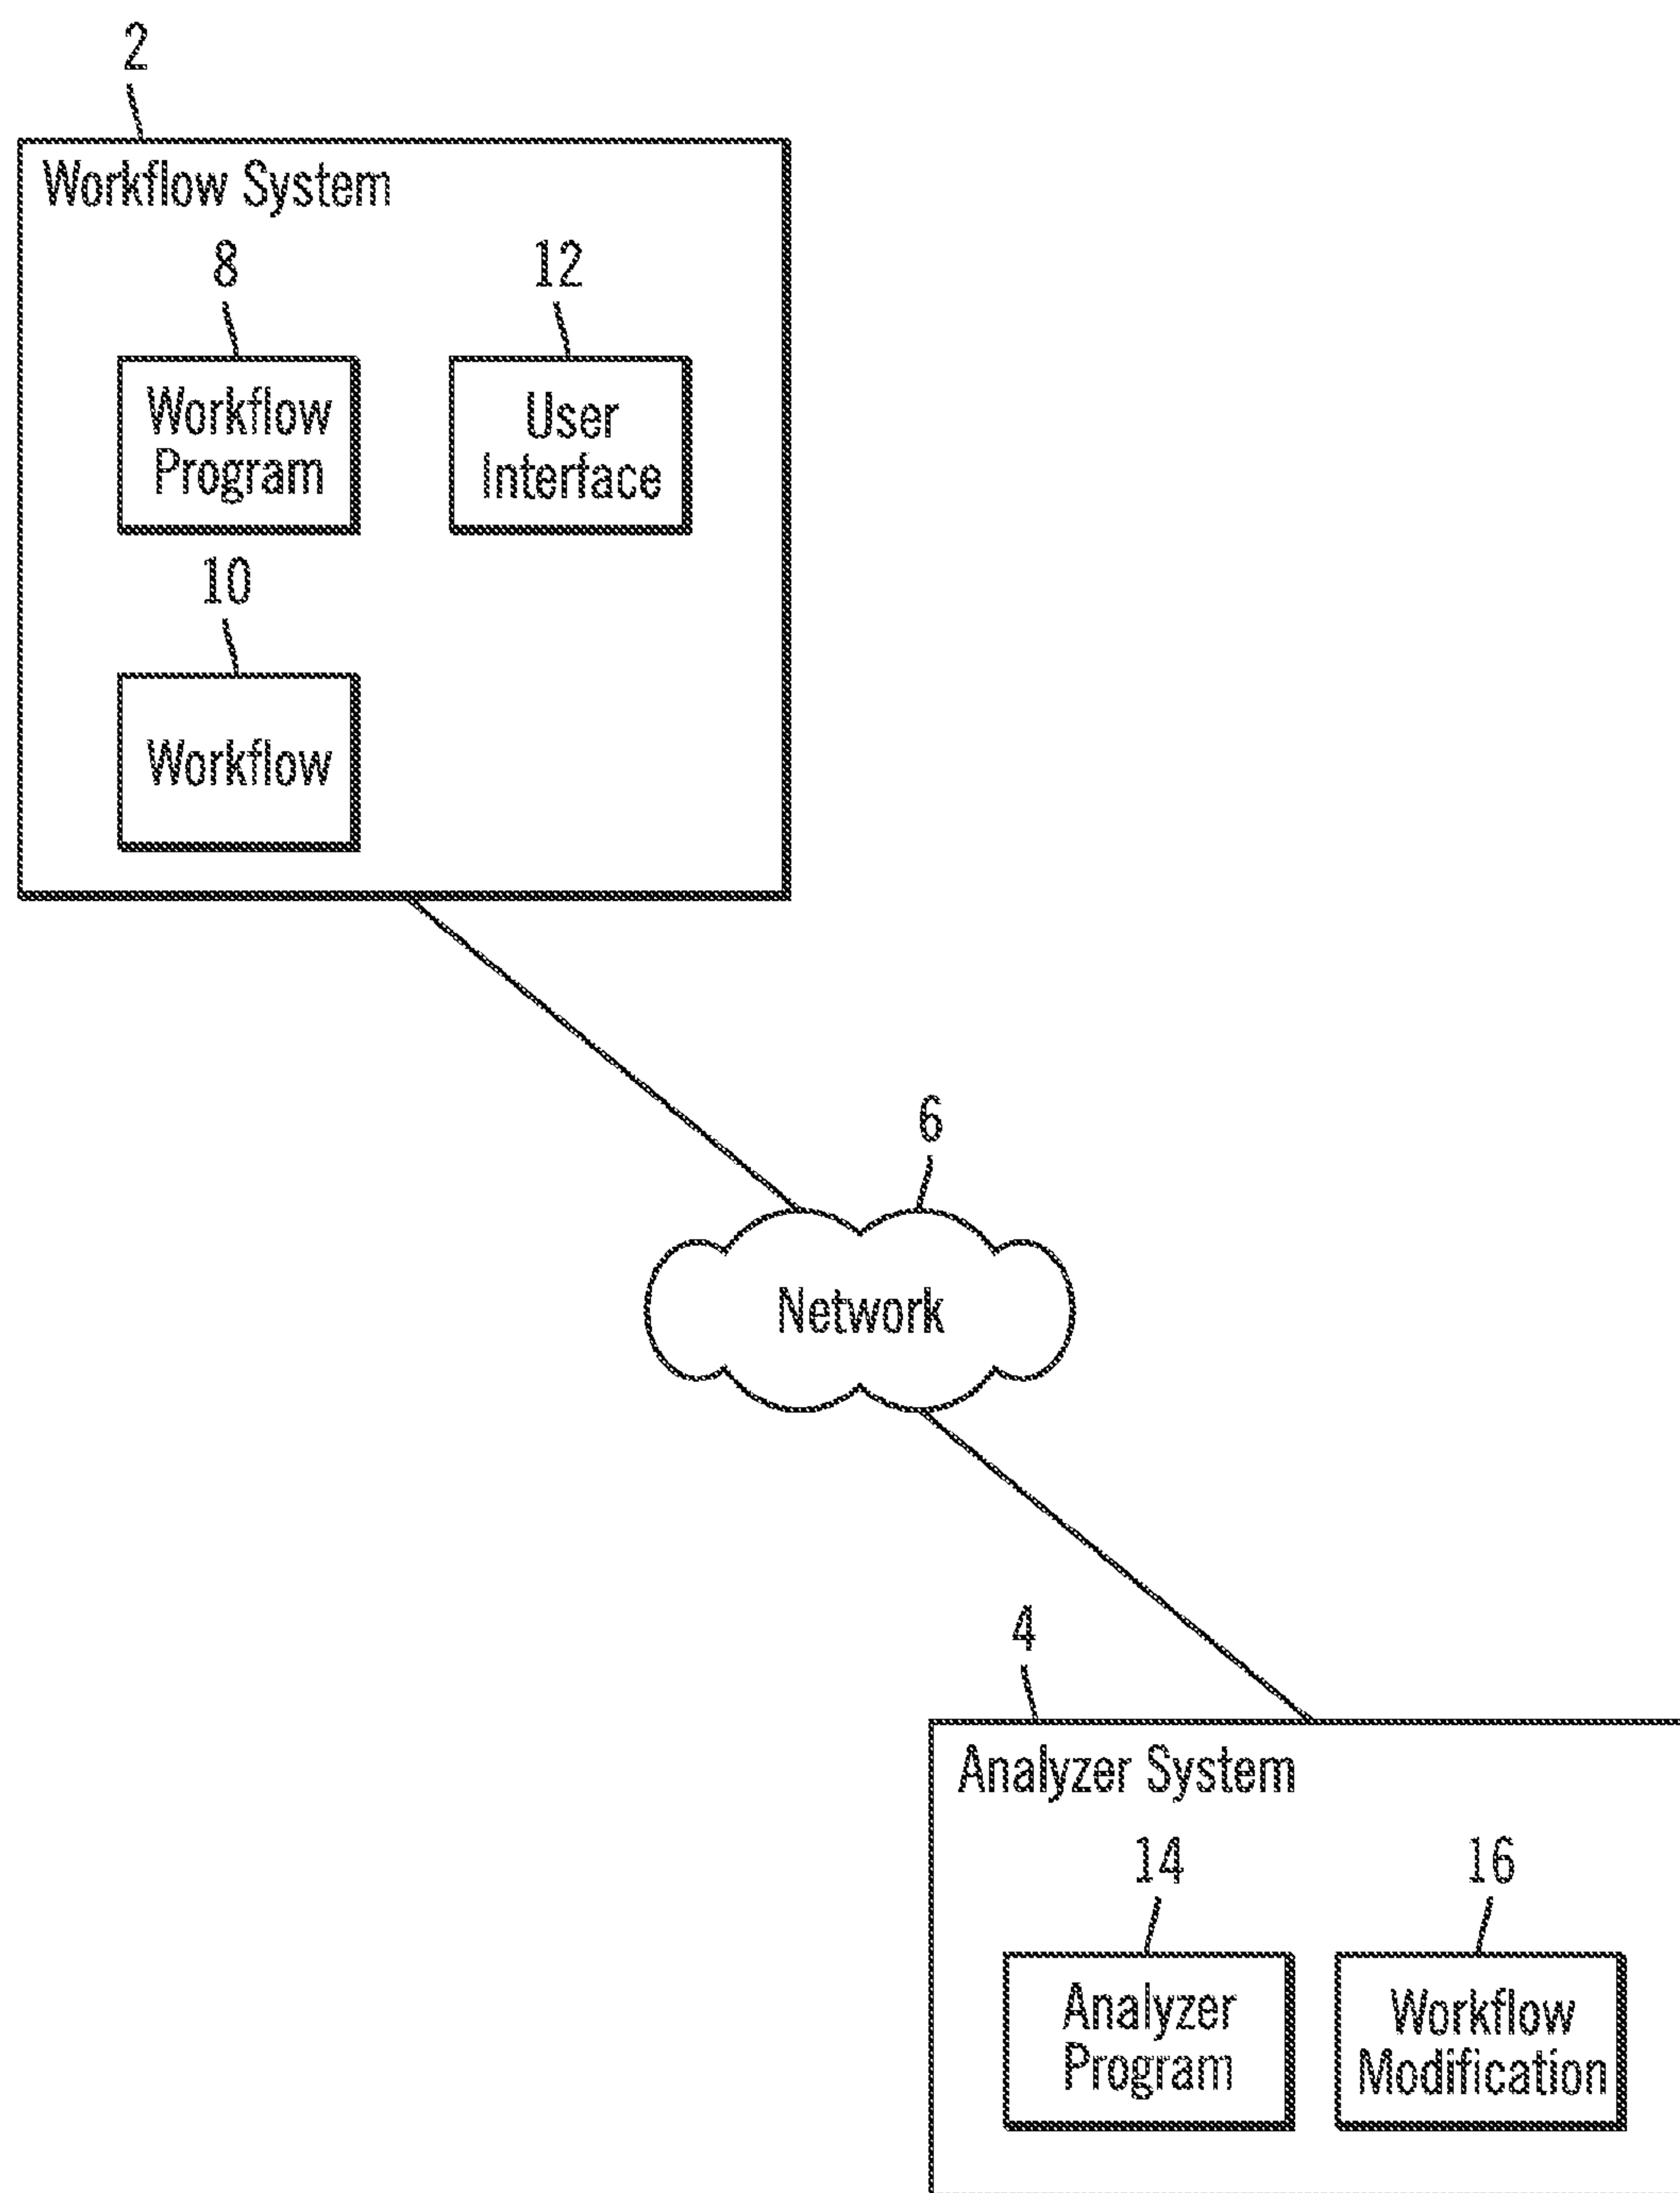 2
Workflow System
8
12
Workflow
Program
User
Interface
10
Workflow
6
Network
4
Analyzer System
14
16
Analyzer
Program
Workflow
Modification